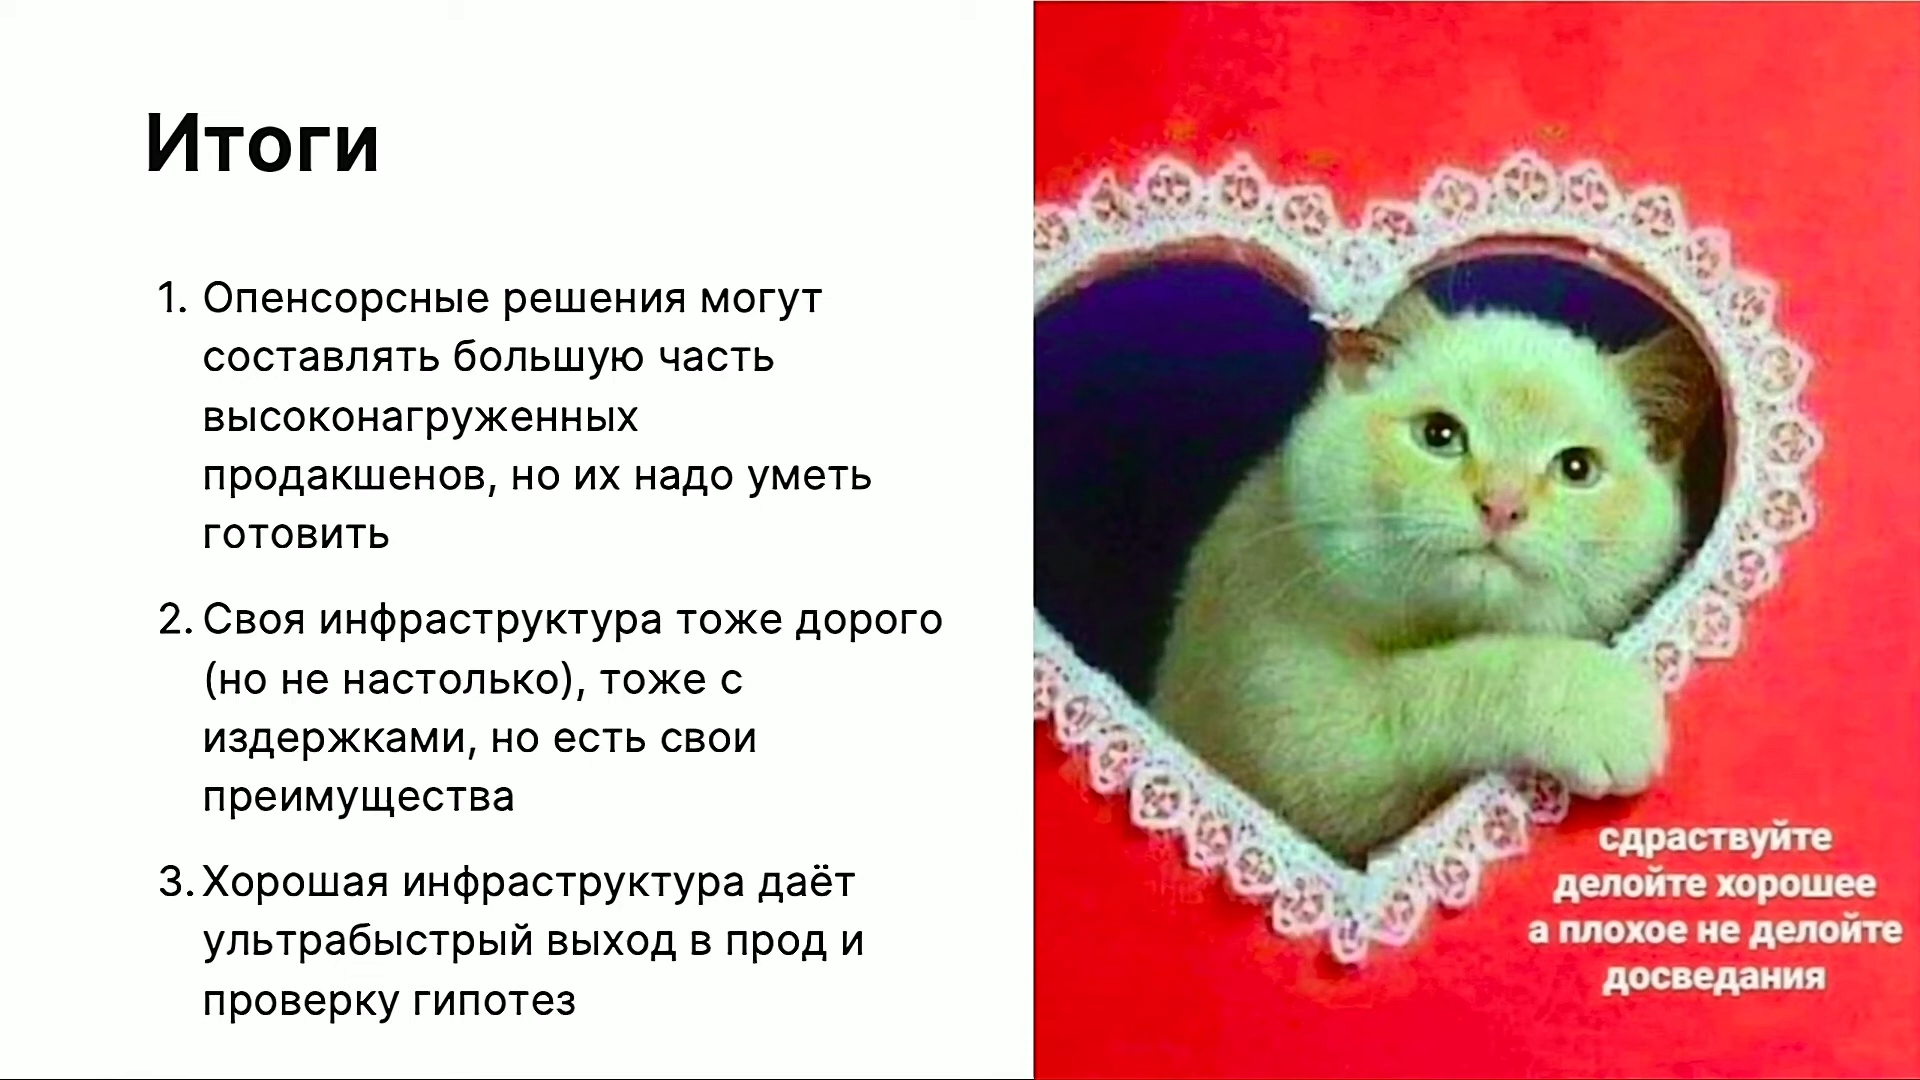 Итоги
1. Опенсорсные решения могут
составлять большую часть
высоконагруженных
продакшенов, но их надо уметь
готовить
2. Своя инфраструктура тоже дорого
(но не настолько), тоже с
издержками, но есть свои
преимущества
3. Хорошая инфраструктура даёт
ультрабыстрый выход в прод и
проверку гипотез
сдраствуйте
делойте хорошее
а плохое не делойте
досведания